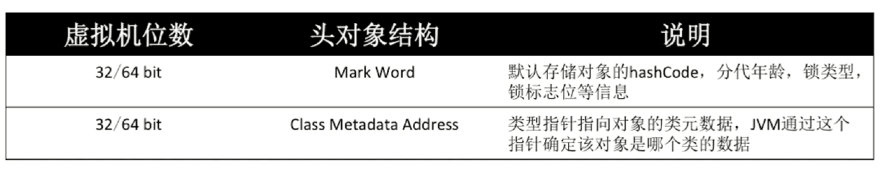 虚拟机位数 头对象结构 说明
32/64 bit Mark Word 默认存储对象的hashCode，分代年龄，锁类型，
锁标志位等信息
32/64 bit Class Metadata Address 类型指针指向对象的类元数据，JVM通过这个
指针确定该对象是哪个类的数据